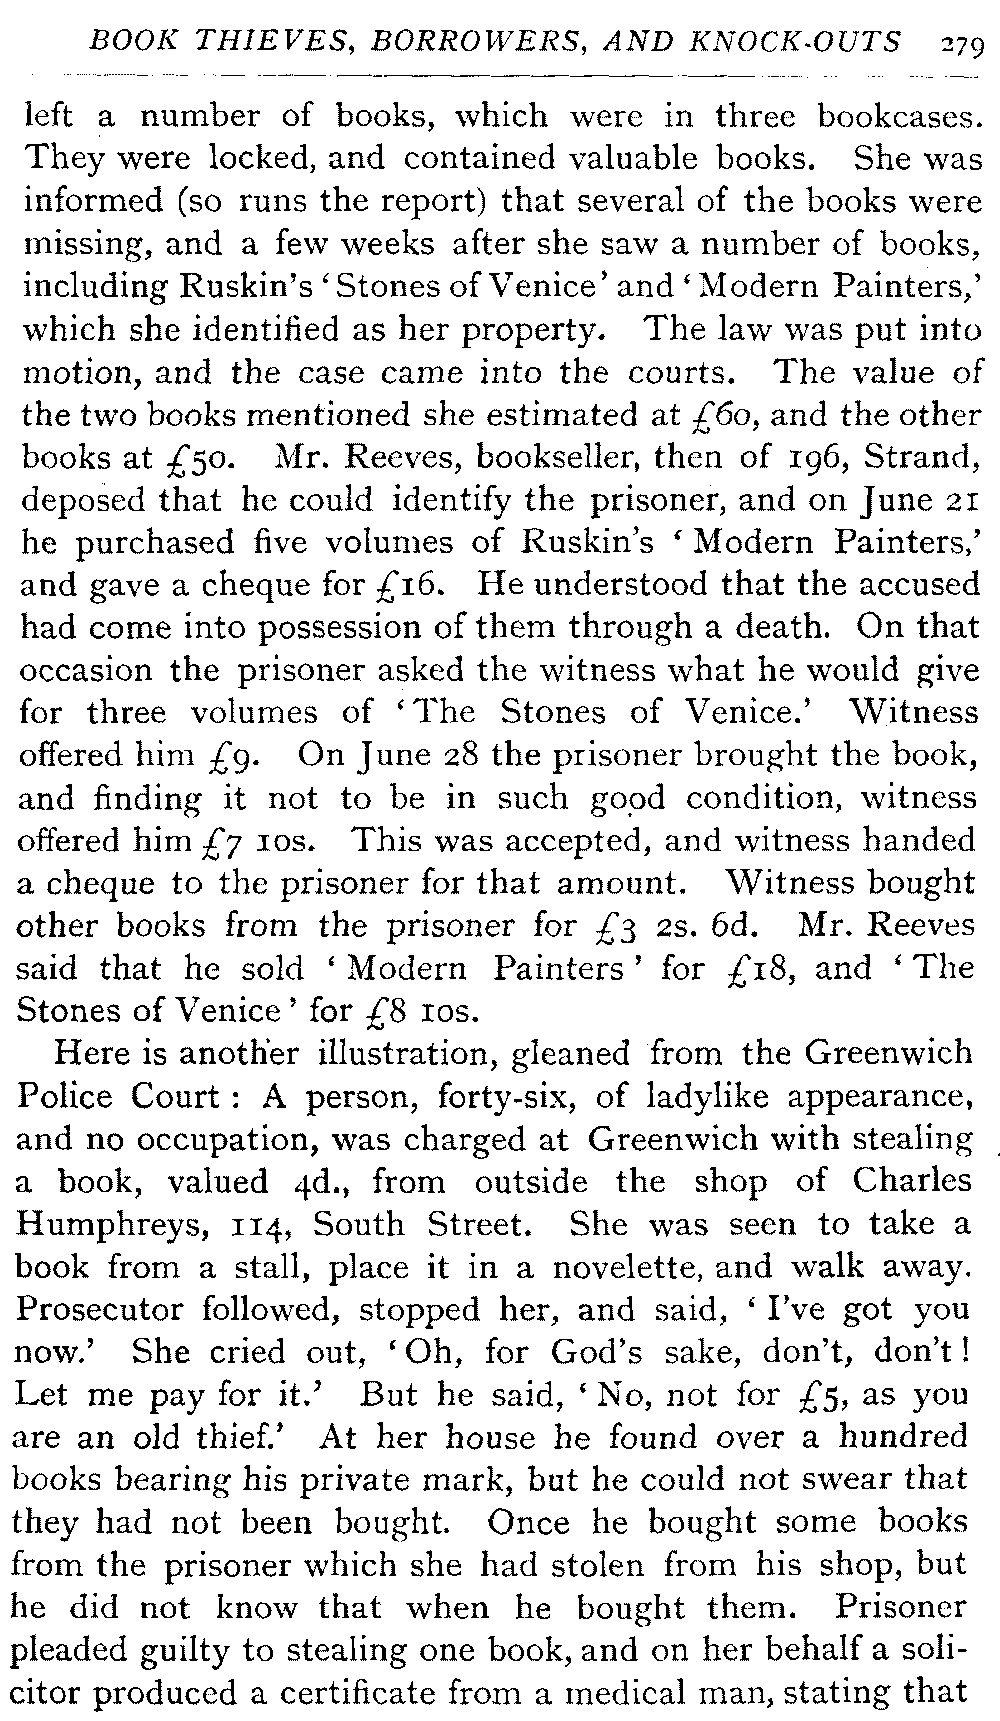 BOOK THIEVES, BORROWERS, AND KNOCK-OUTS 279
left a number of books, which were in three bookcases.
They were locked, and contained valuable books. She was
informed (so runs the report) that several of the books were
missing, and a few weeks after she saw a number of books,
including Ruskin's ‘Stones of Venice’ and ‘Modern Painters,’
which she identified as her property. The law was put into
motion, and the case came into the courts. The value of
the two books mentioned she estimated at £60, and the other
books at £50. Mr. Reeves, bookseller, then of 196, Strand,
deposed that he could identify the prisoner, and on June 21
he purchased five volumes of Ruskin's ‘Modern Painters,’
and gave a cheque for £16. He understood that the accused
had come into possession of them through a death. On that
occasion the prisoner asked the witness what he would give
for three volumes of ‘The Stones of Venice.’ Witness
offered him £9. On June 28 the prisoner brought the book,
and finding it not to be in such good condition, witness
offered him £7 10s. This was accepted, and witness handed
a cheque to the prisoner for that amount. Witness bought
other books from the prisoner for £3 2s. 6d. Mr. Reeves
said that he sold ‘Modern Painters’ for £18, and ‘The
Stones of Venice’ for £8 10s.
Here is another illustration, gleaned from the Greenwich
Police Court: A person, forty-six, of ladylike appearance,
and no occupation, was charged at Greenwich with stealing
a book, valued 4d., from outside the shop of Charles
Humphreys, 114, South Street. She was seen to take a
book from a stall, place it in a novelette, and walk away.
Prosecutor followed, stopped her, and said, ‘I've got you
now.’ She cried out, ‘Oh, for God's sake, don't, don't!
Let me pay for it.’ But he said, ‘No, not for £5, as you
are an old thief.’ At her house he found over a hundred
books bearing his private mark, but he could not swear that
they had not been bought. Once he bought some books
from the prisoner which she had stolen from his shop, but
he did not know that when he bought them. Prisoner
pleaded guilty to stealing one book, and on her behalf a soli-
citor produced a certificate from a medical man, stating that